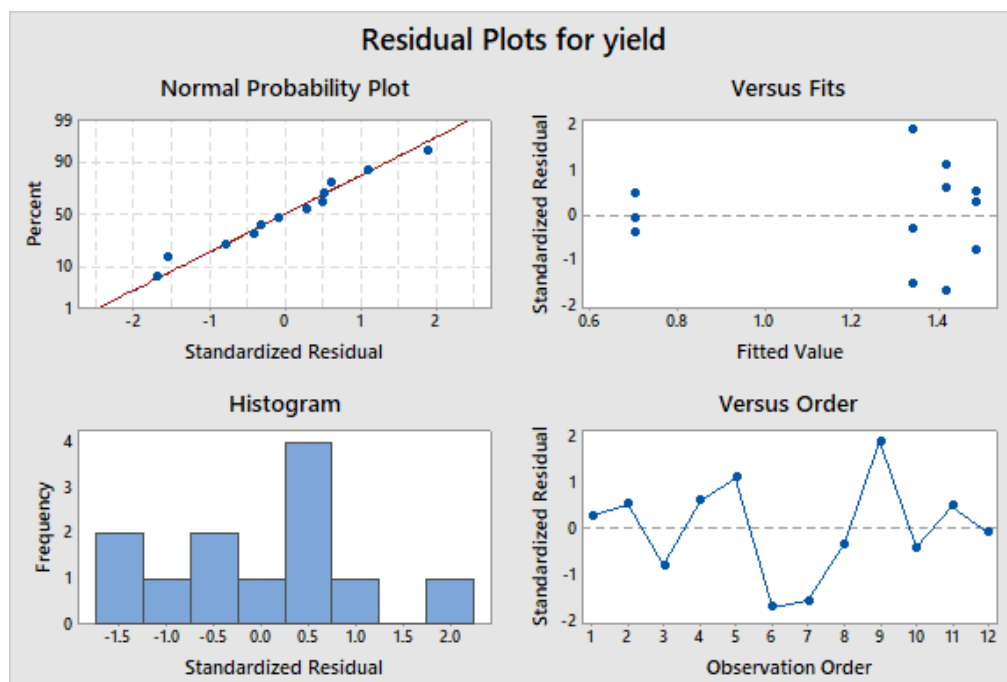 Residual Plots for yield
Normal Probability Plot
99
90
50
10
1
Percent
-2 -1 0 1 2
Standardized Residual
Versus Fits
2
1
0
-1
-2
Standardized Residual
0.6 0.8 1.0 1.2 1.4
Fitted Value
Histogram
4
3
2
1
0
Frequency
-1.5 -1.0 -0.5 0.0 0.5 1.0 1.5 2.0
Standardized Residual
Versus Order
2
1
0
-1
-2
Standardized Residual
1 2 3 4 5 6 7 8 9 10 11 12
Observation Order